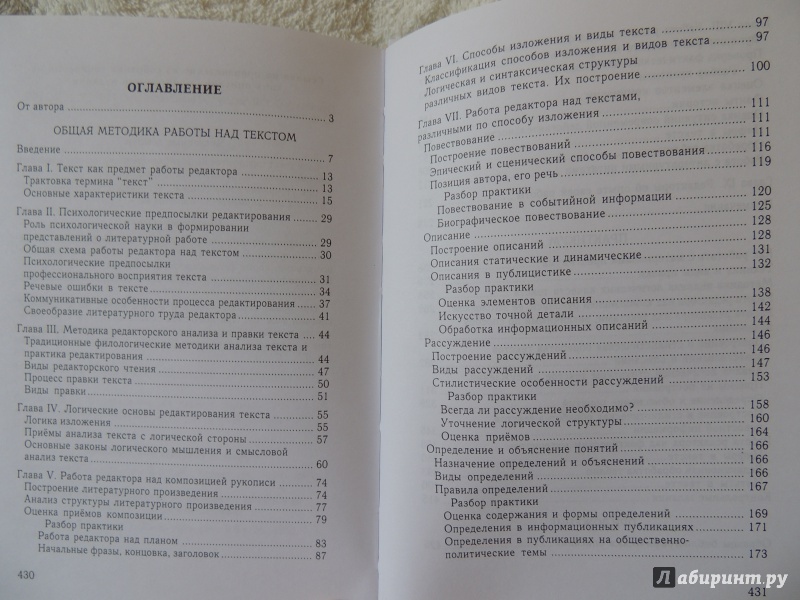 ОГЛАВЛЕНИЕ
От автора 3
ОБЩАЯ МЕТОДИКА РАБОТЫ НАД ТЕКСТОМ
Введение 7
Глава I. Текст как предмет работы редактора 13
Трактовка термина "текст" 13
Основные характеристики текста 15
Глава II. Психологические предпосылки редактирования 29
Роль психологической науки в формировании
представлений о литературной работе 29
Общая схема работы редактора над текстом 30
Психологические предпосылки
профессионального восприятия текста 31
Речевые ошибки в тексте 34
Коммуникативные особенности процесса редактирования 37
Своеобразие литературного труда редактора 41
Глава III. Методика редакторского анализа и правки текста 44
Традиционные филологические методики анализа текста и
практика редактирования 44
Виды редакторского чтения 47
Процесс правки текста 50
Виды правки 51
Глава IV. Логические основы редактирования текста 55
Логика изложения 55
Приёмы анализа текста с логической стороны 57
Основные законы логического мышления и смысловой
анализ текста 60
Глава V. Работа редактора над композицией рукописи 74
Построение литературного произведения 74
Анализ структуры литературного произведения 77
Оценка приёмов композиции 79
Разбор практики
Работа редактора над планом 83
Начальные фразы, концовка, заголовок 87
430
Глава VI. Способы изложения и виды текста 97
Классификация способов изложения и видов текста 97
Логическая и синтаксическая структуры
различных видов текста. Их построение 100
Глава VII. Работа редактора над текстами,
различными по способу изложения 111
Повествование 111
Построение повествований 111
Эпический и сценический способы повествования 116
Позиция автора, его речь 119
Разбор практики
Повествование в событийной информации 120
Биографическое повествование 125
Описание 128
Построение описаний 128
Описания статические и динамические 131
Описания в публицистике 132
Разбор практики
Оценка элементов описания 138
Искусство точной детали 142
Обработка информационных описаний 144
Рассуждение 146
Построение рассуждений 146
Виды рассуждений 147
Стилистические особенности рассуждений 153
Разбор практики
Всегда ли рассуждение необходимо? 158
Уточнение логической структуры 160
Оценка приёмов 164
Определение и объяснение понятий 166
Назначение определений и объяснений 166
Виды определений 166
Правила определений 167
Разбор практики
Оценка содержания и формы определений 169
Определения в информационных публикациях 171
Определения в публикациях на общественно-
политические темы 173
431
Лабиринт.ру